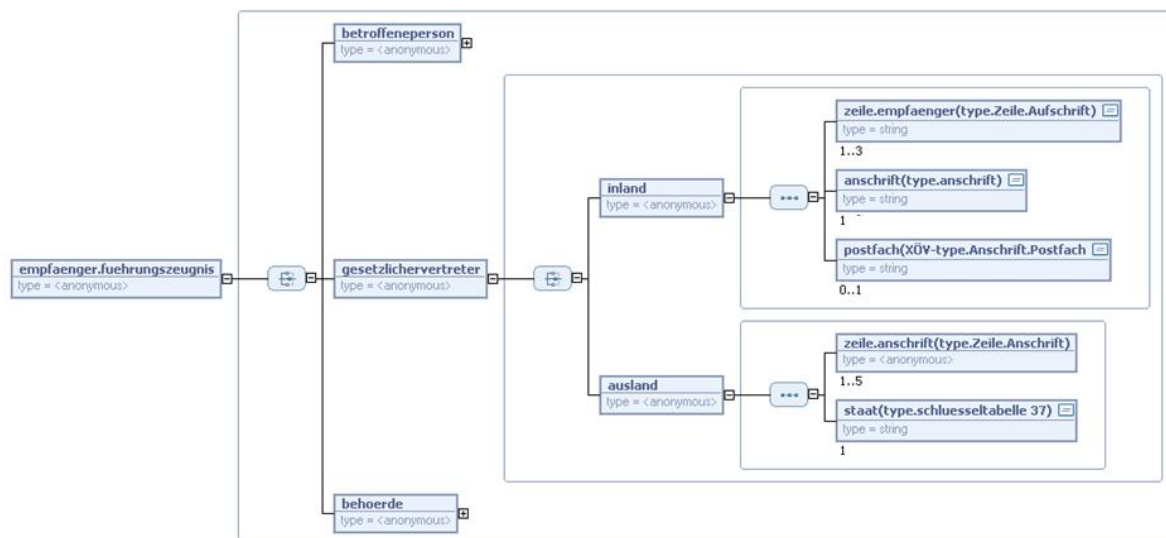 betroffeneperson
type = <anonymous>
zeile.empfaenger(type.Zeile.Aufschrift)
type = string
1..3
inland
type = <anonymous>
anschrift(type.anschrift)
type = string
1
postfach(XÖV-type.Anschrift.Postfach
type = string
0..1
empfaenger.fuehrungszeugnis
type = <anonymous>
gesetzlichervertreter
type = <anonymous>
zeile.anschrift(type.Zeile.Anschrift)
type = <anonymous>
1..5
ausland
type = <anonymous>
staat(type.schluesseltabelle 37)
type = string
1
behoerde
type = <anonymous>